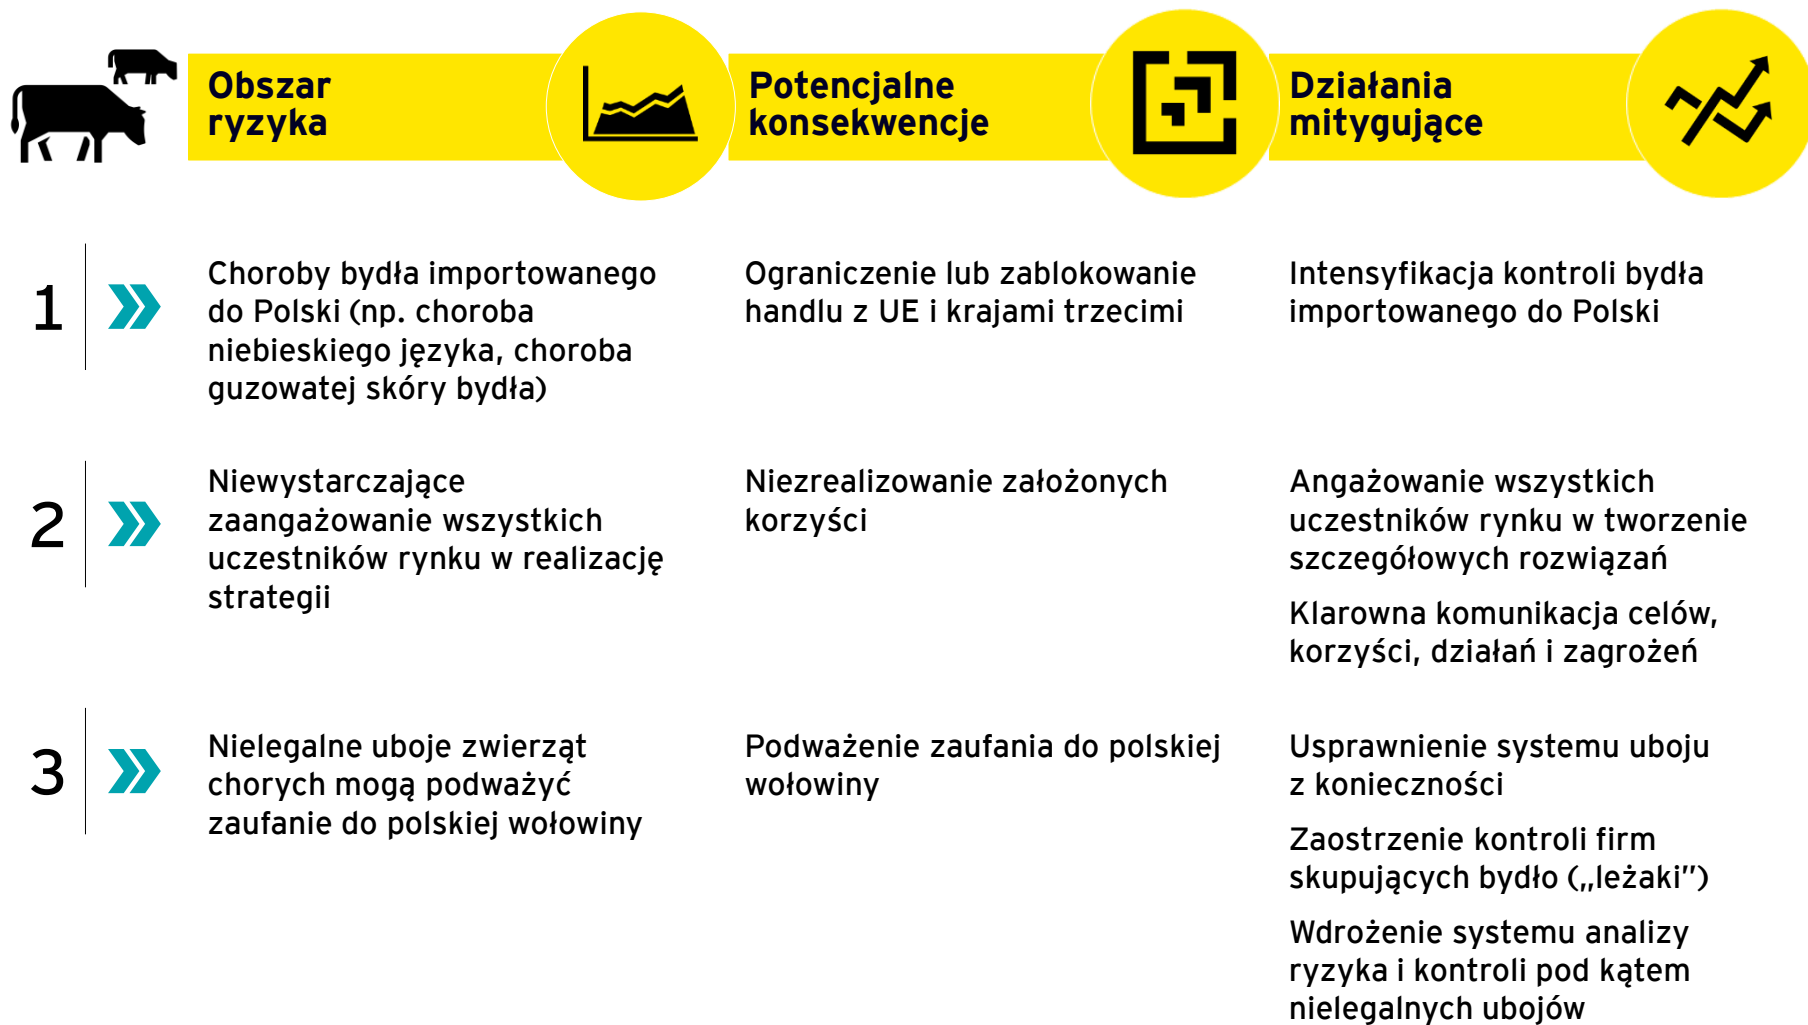 Obszar
ryzyka
Potencjalne
konsekwencje
Działania
mitygujące
1
Choroby bydła importowanego
do Polski (np. choroba
niebieskiego języka, choroba
guzowatej skóry bydła)
Ograniczenie lub zablokowanie
handlu z UE i krajami trzecimi
Intensyfikacja kontroli bydła
importowanego do Polski
2
Niewystarczające
zaangażowanie wszystkich
uczestników rynku w realizację
strategii
Niezrealizowanie założonych
korzyści
Angażowanie wszystkich
uczestników rynku w tworzenie
szczegółowych rozwiązań
Klarowna komunikacja celów,
korzyści, działań i zagrożeń
3
Nielegalne uboje zwierząt
chorych mogą podważyć
zaufanie do polskiej wołowiny
Podważenie zaufania do polskiej
wołowiny
Usprawnienie systemu uboju
z konieczności
Zaostrzenie kontroli firm
skupujących bydło („leżaki”)
Wdrożenie systemu analizy
ryzyka i kontroli pod kątem
nielegalnych ubojów